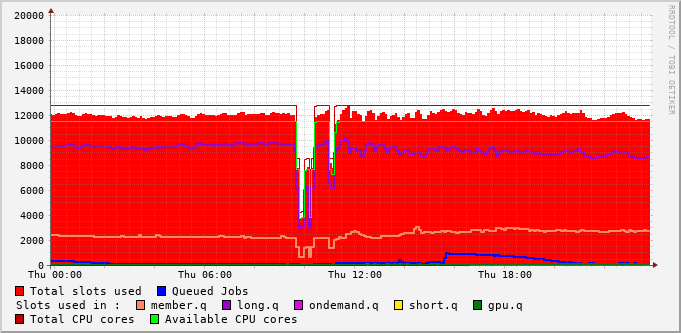 RRDTOOL / TOBI OETIKER
20000
18000
16000
14000
12000
10000
8000
6000
4000
2000
0
Thu 00:00 Thu 06:00 Thu 12:00 Thu 18:00
Total slots used Queued Jobs
Slots used in : member.q long.q ondemand.q short.q gpu.q
Total CPU cores Available CPU cores